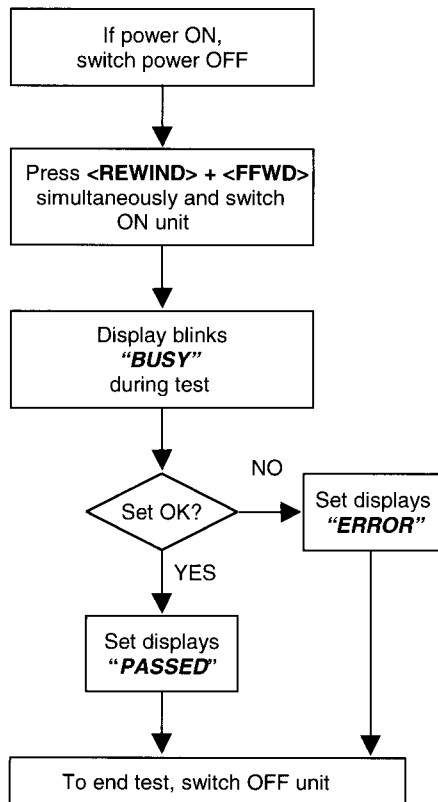 If power ON,
switch power OFF
Press <REWIND> + <FFWD>
simultaneously and switch
ON unit
Display blinks
“BUSY”
during test
Set OK?
NO
Set displays
“ERROR”
YES
Set displays
“PASSED”
To end test, switch OFF unit